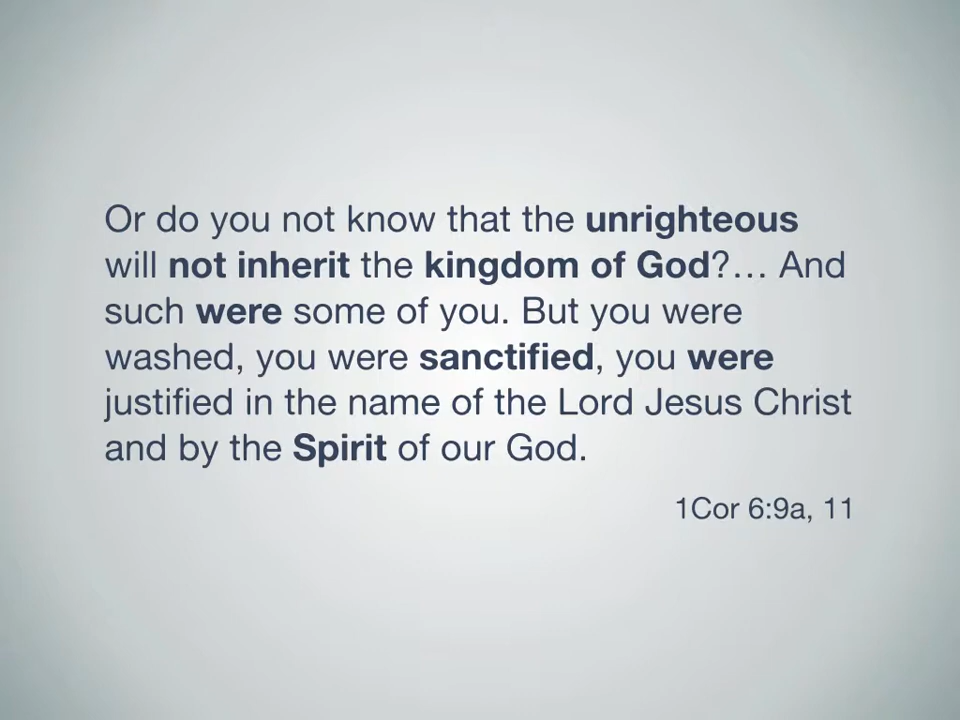 Or do you not know that the unrighteous
will not inherit the kingdom of God?… And
such were some of you. But you were
washed, you were sanctified, you were
justified in the name of the Lord Jesus Christ
and by the Spirit of our God.
1Cor 6:9a, 11